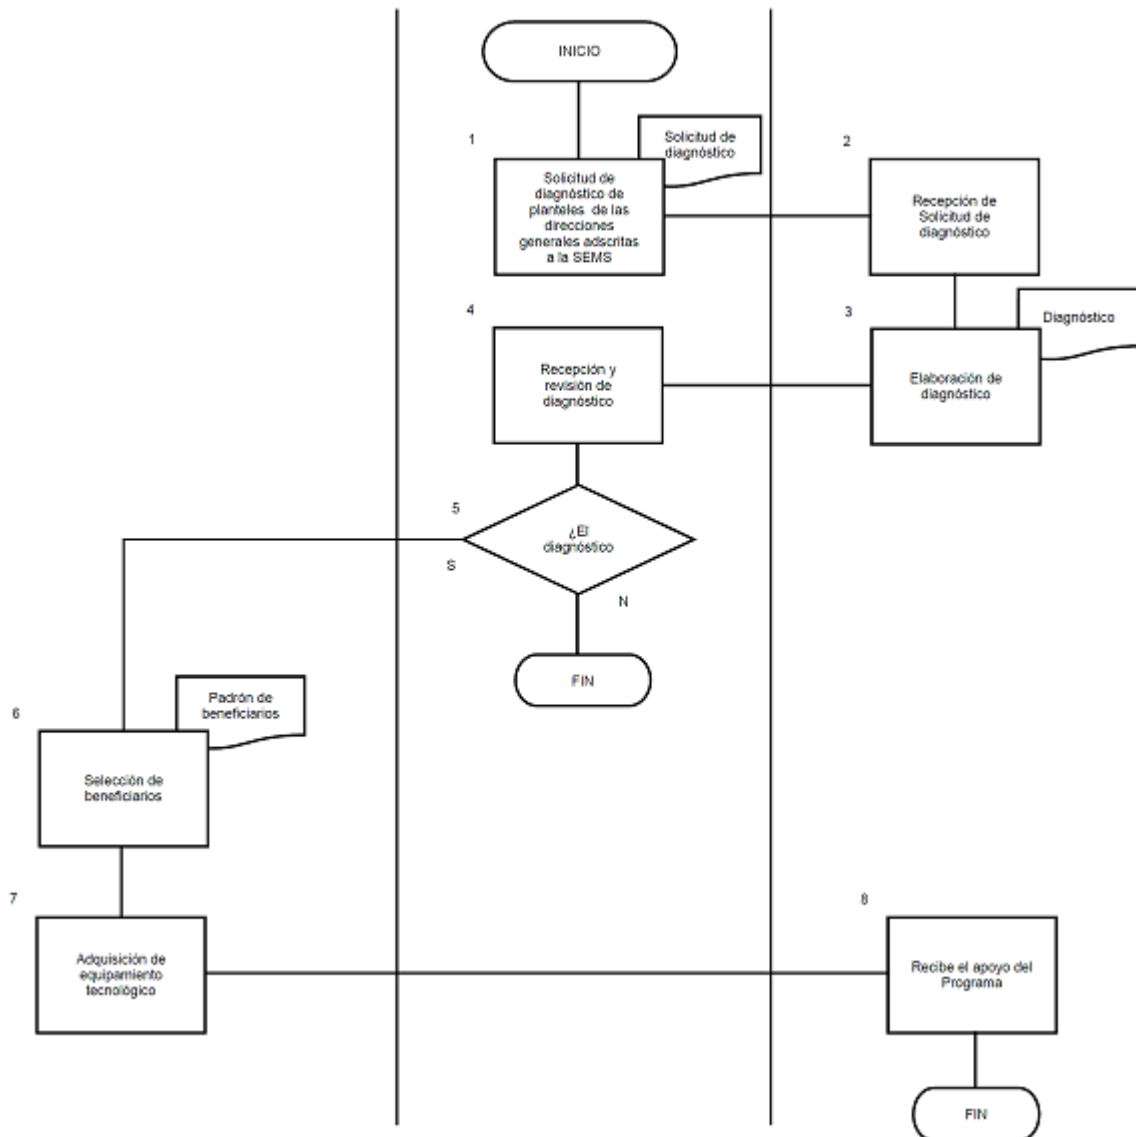 INICIO
1
Solicitud de
diagnóstico
Solicitud de
diagnóstico de
planteles de las
direcciones
generales adscritas
a la SEMS
2
Recepción de
Solicitud de
diagnóstico
4
Recepción y
revisión de
diagnóstico
3
Diagnóstico
Elaboración de
diagnóstico
5
¿El
diagnóstico
S
N
FIN
6
Padrón de
beneficiarios
Selección de
beneficiarios
7
Adquisición de
equipamiento
tecnológico
8
Recibe el apoyo del
Programa
FIN